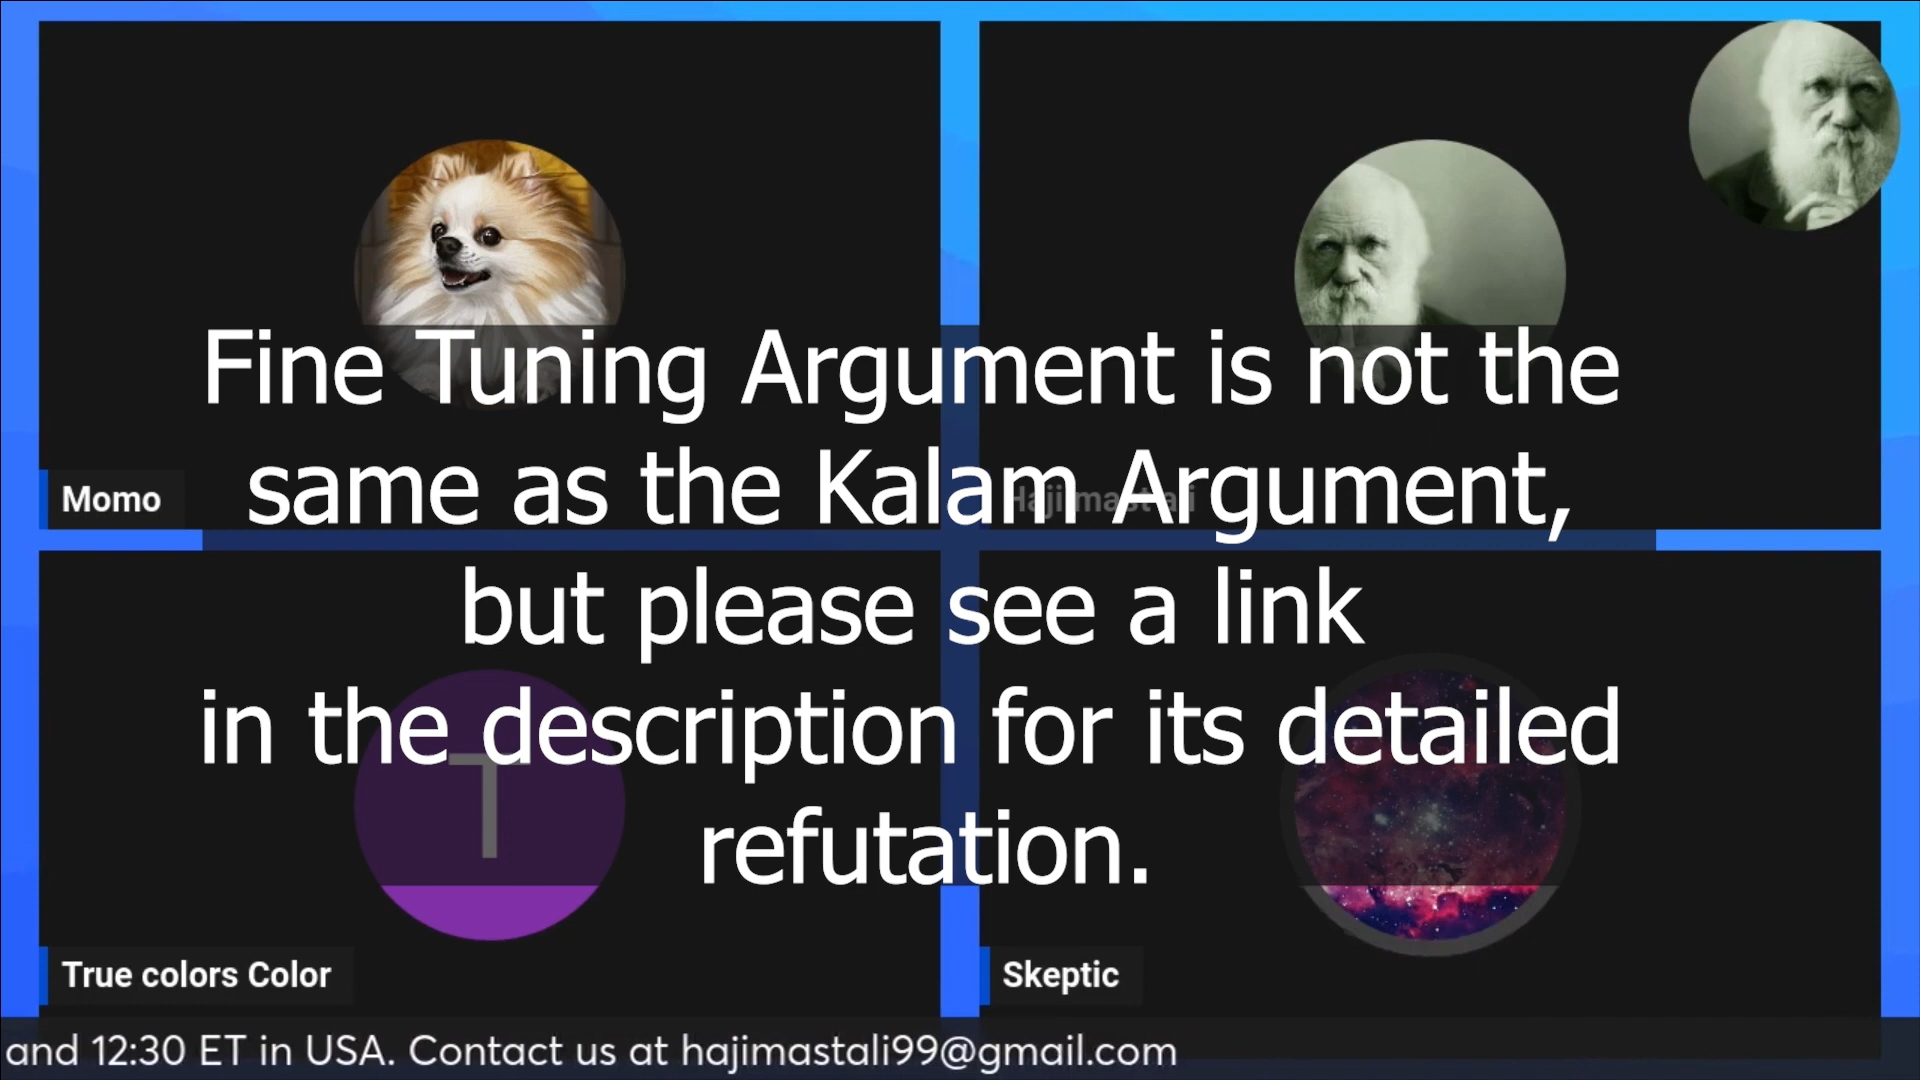 Fine Tuning Argument is not the
same as the Kalam Argument,
but please see a link
in the description for its detailed
refutation.
Momo
Hajimastali
T
True colors Color
Skeptic
and 12:30 ET in USA. Contact us at hajimastali99@gmail.com